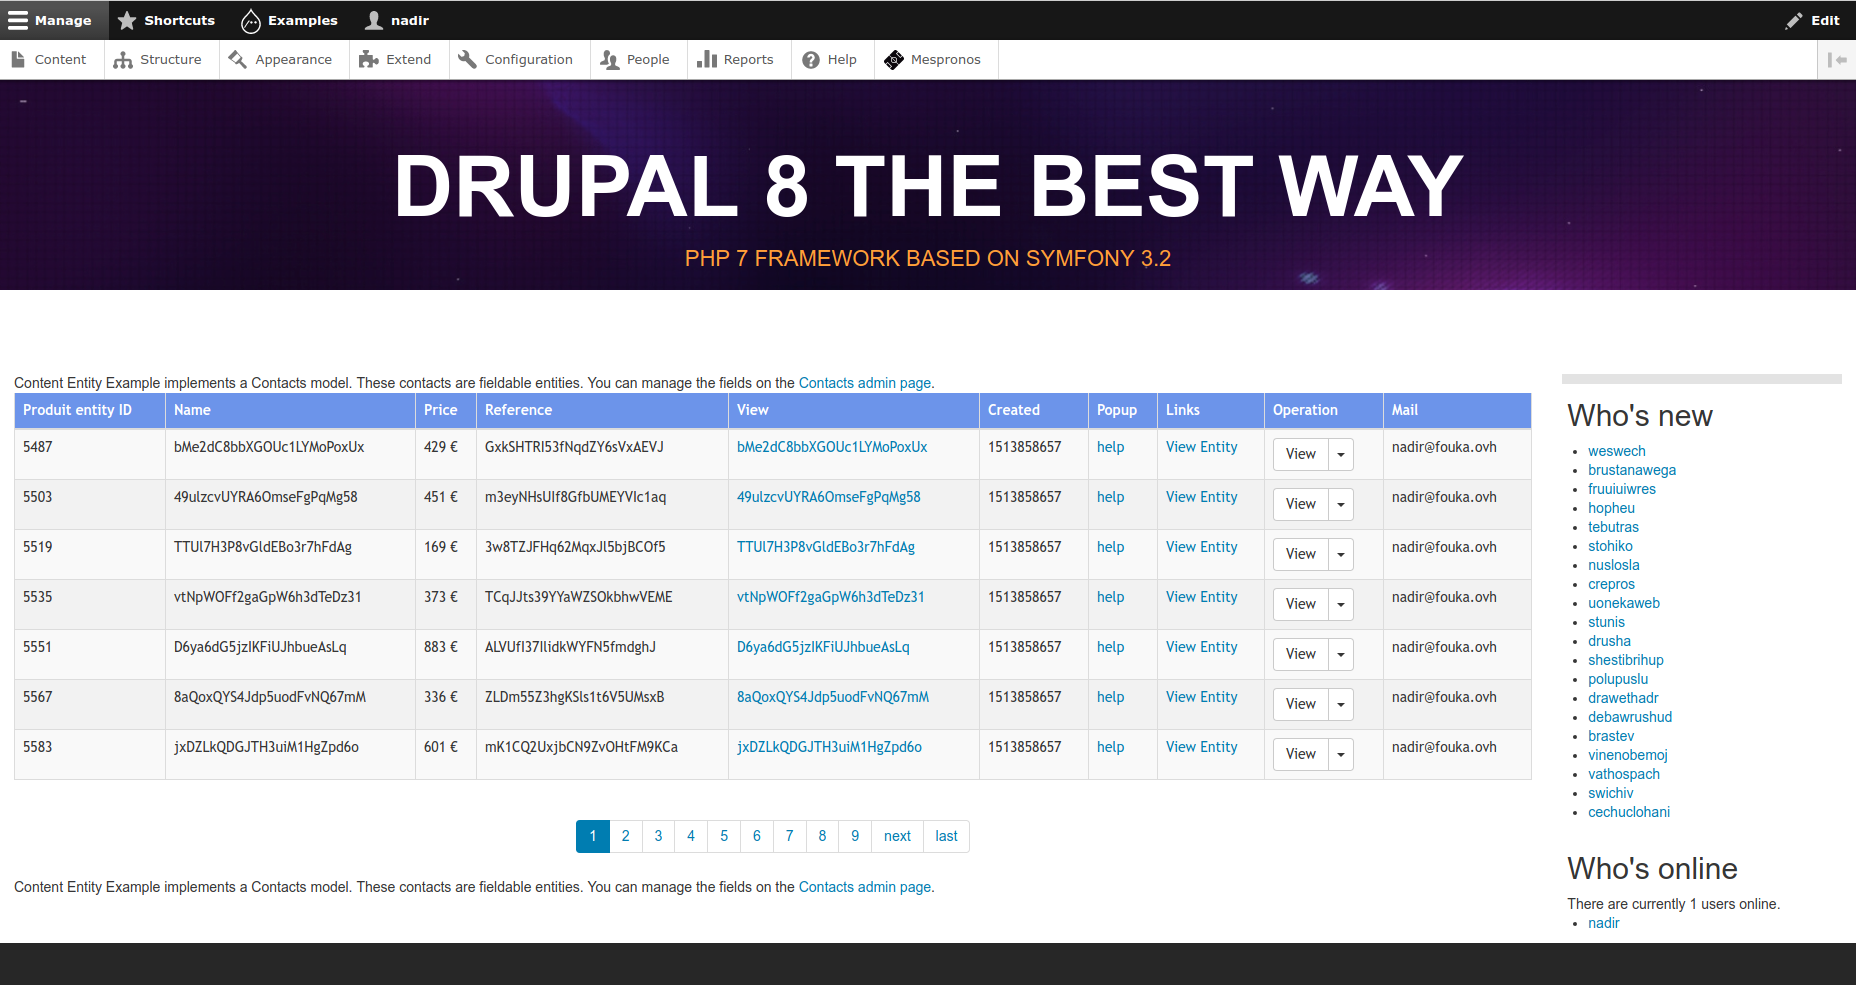 Manage Shortcuts Examples nadir Edit
Content Structure Appearance Extend Configuration People Reports Help Mespronos
DRUPAL 8 THE BEST WAY
PHP 7 FRAMEWORK BASED ON SYMFONY 3.2
Content Entity Example implements a Contacts model. These contacts are fieldable entities. You can manage the fields on the Contacts admin page.
Produit entity ID Name Price Reference View Created Popup Links Operation Mail
5487 bMe2dC8bbXGOUc1LYMoPoxUx 429 € GxkSHTRI53fNqdZY6sVxAEVJ bMe2dC8bbXGOUc1LYMoPoxUx 1513858657 help View Entity View nadir@fouka.ovh
5503 49ulzcvUYRA6OmseFgPqMg58 451 € m3eyNHsUIf8GfbUMEYVIc1aq 49ulzcvUYRA6OmseFgPqMg58 1513858657 help View Entity View nadir@fouka.ovh
5519 TTUl7H3P8vGldEBo3r7hFdAg 169 € 3w8TZJFHq62MqxJl5bjBCOf5 TTUl7H3P8vGldEBo3r7hFdAg 1513858657 help View Entity View nadir@fouka.ovh
5535 vtNpWOFf2gaGpW6h3dTeDz31 373 € TCqJJts39YYaWZSOkbhwVEME vtNpWOFf2gaGpW6h3dTeDz31 1513858657 help View Entity View nadir@fouka.ovh
5551 D6ya6dG5jzIKFiUJhbueAsLq 883 € ALVUfI37IlidkWYFN5fmdghJ D6ya6dG5jzIKFiUJhbueAsLq 1513858657 help View Entity View nadir@fouka.ovh
5567 8aQoxQYS4Jdp5uodFvNQ67mM 336 € ZLDm55Z3hgKSls1t6V5UMsxB 8aQoxQYS4Jdp5uodFvNQ67mM 1513858657 help View Entity View nadir@fouka.ovh
5583 jxDZLkQDGJTH3uiM1HgZpd6o 601 € mK1CQ2UxjbCN9ZvOHtFM9KCa jxDZLkQDGJTH3uiM1HgZpd6o 1513858657 help View Entity View nadir@fouka.ovh
1 2 3 4 5 6 7 8 9 next last
Content Entity Example implements a Contacts model. These contacts are fieldable entities. You can manage the fields on the Contacts admin page.
Who's new
weswech
brustanawega
fruuiuiwres
hopheu
tebutras
stohiko
nuslosla
crepros
uonekaweb
stunis
drusha
shestibrihup
polupuslu
drawethadr
debawrushud
brastev
vinenobemoj
vathospach
swichiv
cechuclohani
Who's online
There are currently 1 users online.
nadir